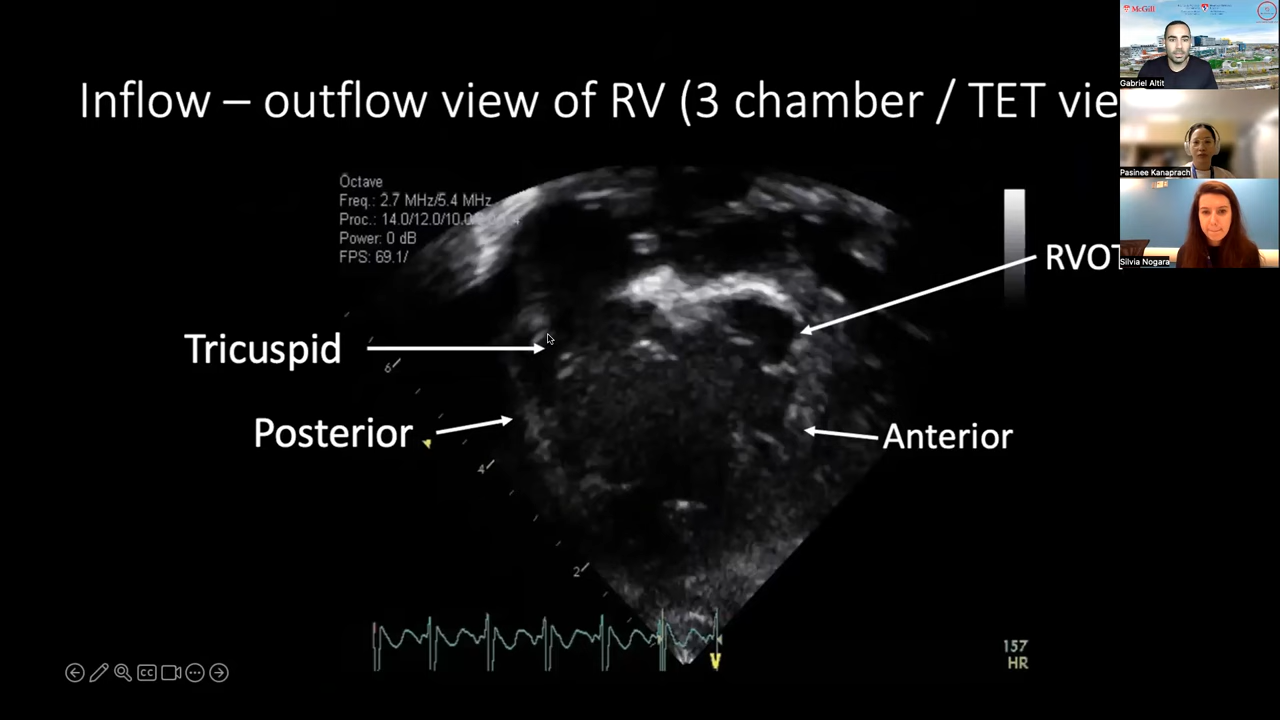 McGill
Gabriel Altit
Pasinee Kanaprach
Silvia Nogara
Inflow – outflow view of RV (3 chamber / TET vie
Octave
Freq.: 2.7 MHz/5.4 MHz
Proc.: 14.0/12.0/10.0
Power: 0 dB
FPS: 69.1/
RVOT
Tricuspid
6
Posterior
Anterior
4
2
V
157
HR
CC